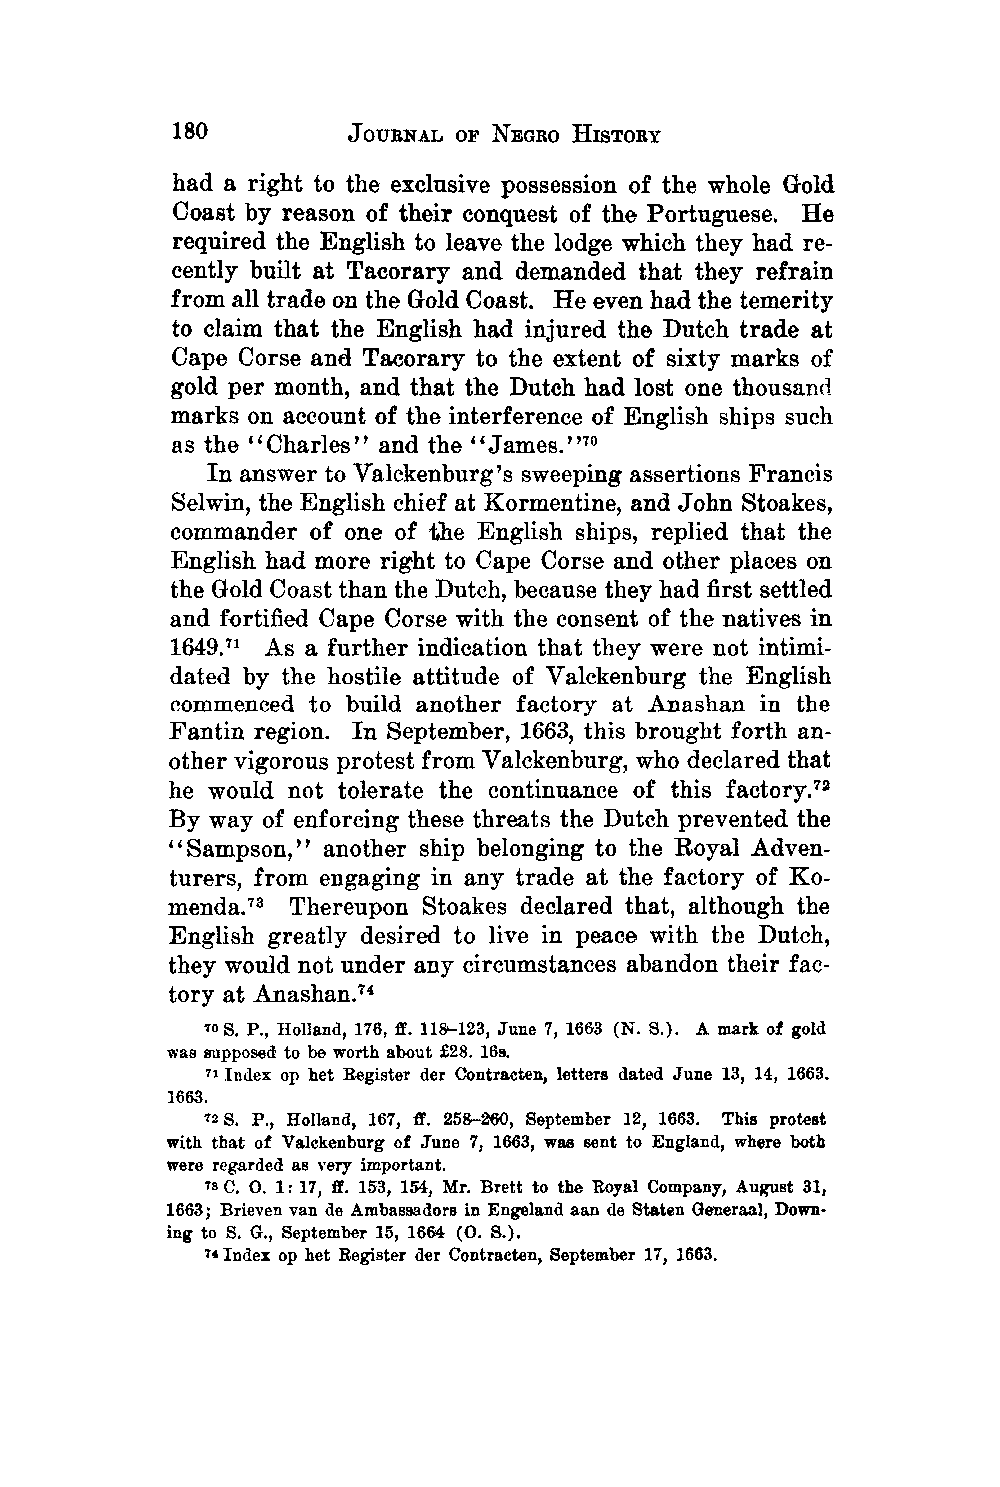 180 JOURNAL OF NEGRO HISTORY
had a right to the exclusive possession of the whole Gold
Coast by reason of their conquest of the Portuguese. He
required the English to leave the lodge which they had re-
cently built at Tacorary and demanded that they refrain
from all trade on the Gold Coast. He even had the temerity
to claim that the English had injured the Dutch trade at
Cape Corse and Tacorary to the extent of sixty marks of
gold per month, and that the Dutch had lost one thousand
marks on account of the interference of English ships such
as the ‘‘Charles’’ and the ‘‘James.’’⁷⁰
In answer to Valckenburg's sweeping assertions Francis
Selwin, the English chief at Kormentine, and John Stoakes,
commander of one of the English ships, replied that the
English had more right to Cape Corse and other places on
the Gold Coast than the Dutch, because they had first settled
and fortified Cape Corse with the consent of the natives in
1649.⁷¹ As a further indication that they were not intimi-
dated by the hostile attitude of Valckenburg the English
commenced to build another factory at Anashan in the
Fantin region. In September, 1663, this brought forth an-
other vigorous protest from Valckenburg, who declared that
he would not tolerate the continuance of this factory.⁷²
By way of enforcing these threats the Dutch prevented the
‘‘Sampson,’’ another ship belonging to the Royal Adven-
turers, from engaging in any trade at the factory of Ko-
menda.⁷³ Thereupon Stoakes declared that, although the
English greatly desired to live in peace with the Dutch,
they would not under any circumstances abandon their fac-
tory at Anashan.⁷⁴
⁷⁰ S. P., Holland, 176, ff. 118–123, June 7, 1663 (N. S.). A mark of gold
was supposed to be worth about £28. 16s.
⁷¹ Index op het Register der Contracten, letters dated June 13, 14, 1663.
1663.
⁷² S. P., Holland, 167, ff. 258–260, September 12, 1663. This protest
with that of Valckenburg of June 7, 1663, was sent to England, where both
were regarded as very important.
⁷³ C. O. 1: 17, ff. 153, 154, Mr. Brett to the Royal Company, August 31,
1663; Brieven van de Ambassadors in Engeland aan de Staten Generaal, Down-
ing to S. G., September 15, 1664 (O. S.).
⁷⁴ Index op het Register der Contracten, September 17, 1663.